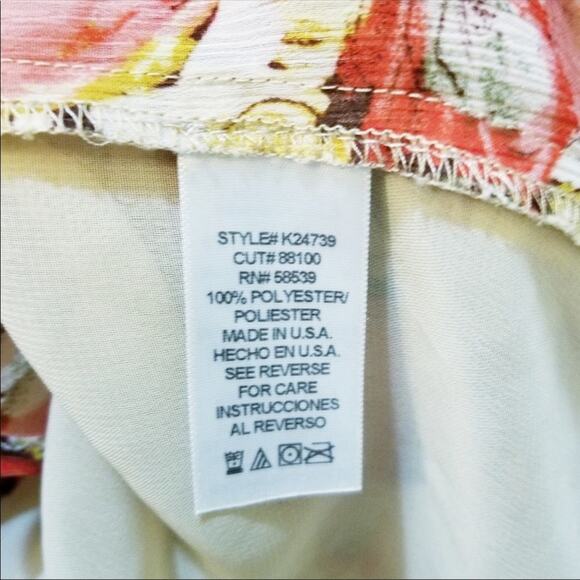 STYLE# K24739
CUT# 88100
RN# 58539
100% POLYESTER/
POLIESTER
MADE IN U.S.A.
HECHO EN U.S.A.
SEE REVERSE
FOR CARE
INSTRUCCIONES
AL REVERSO